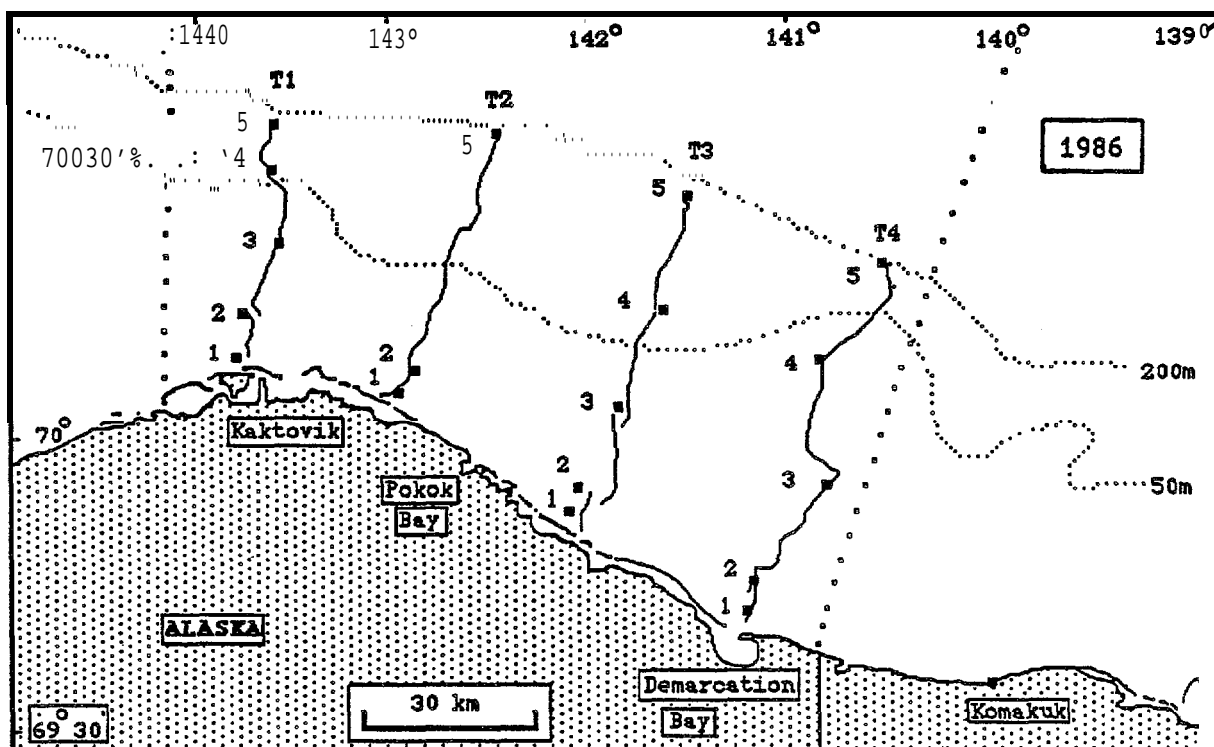 :1440 143° 142° 141° 140° 139°
T1
T2
5
5
1986
70030'%. . .: '4
T3
5
3
T4
5
2
4
1
2
4
200m
1
3
70°
Kaktovik
2
3
50m
Pokok
Bay
1
2
1
ALASKA
Demarcation
Bay
30 km
Komakuk
69° 30'